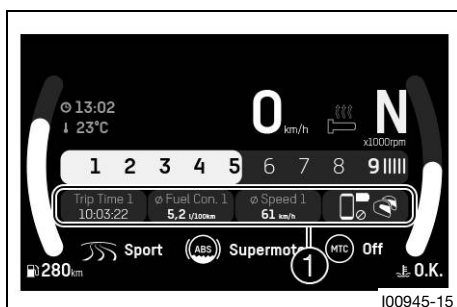 13:02
23°C
0 km/h
N
x1000rpm
1 2 3 4 5 6 7 8 9
Trip Time 1
10:03:22
ø Fuel Con. 1
5,2 l/100km
ø Speed 1
61 km/h
Sport
ABS Supermoto
MTC Off
1
280km
O.K.
I00945-15